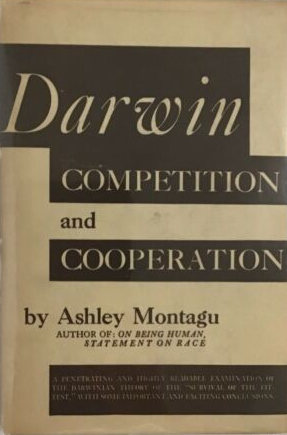 Darwin
COMPETITION
and
COOPERATION
by Ashley Montagu
AUTHOR OF: ON BEING HUMAN,
STATEMENT ON RACE
A PENETRATING AND HIGHLY READABLE EXAMINATION OF
THE DARWINIAN THEORY OF THE "SURVIVAL OF THE FIT-
TEST," WITH SOME IMPORTANT AND EXCITING CONCLUSIONS.